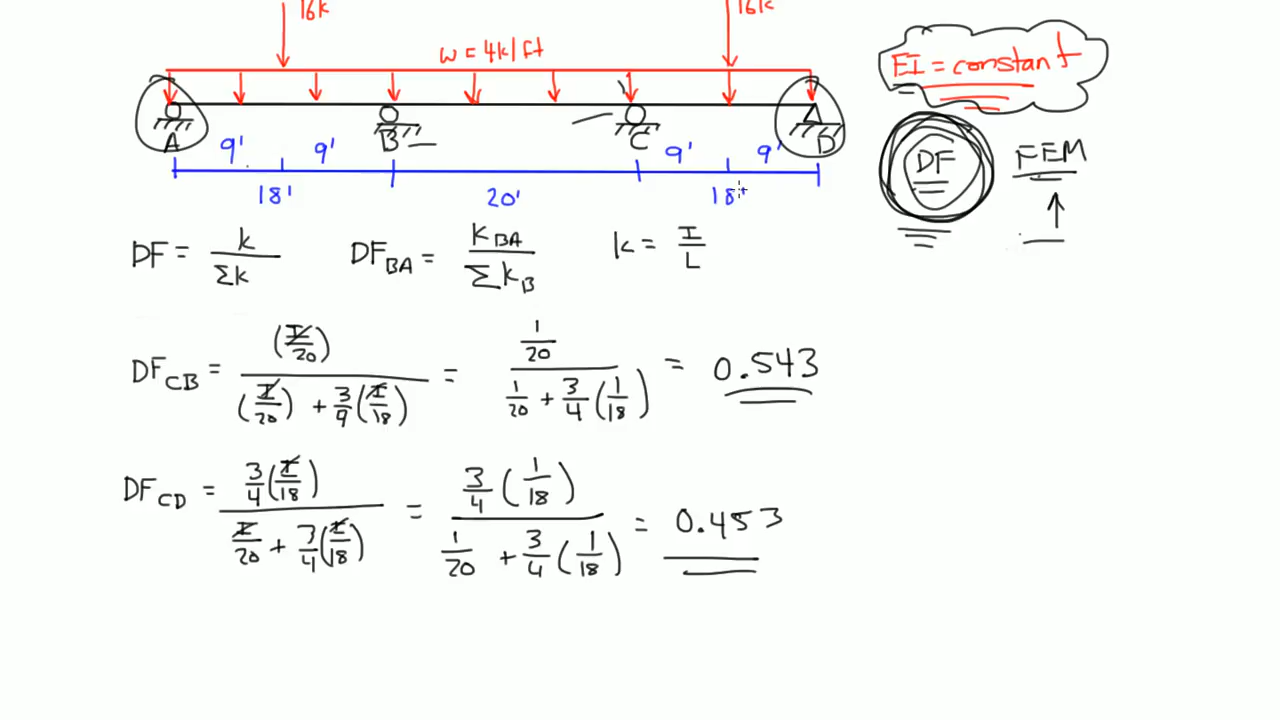 16k 16k
w = 4k/ft
EI = constant
A B C D
9' 9' 9' 9'
18' 20' 18'
DF FEM
DF = k / Σk DF_BA = k_BA / Σk_B k = I / L
DF_CB = (I/20) / ((I/20) + 3/9(I/18)) = (1/20) / (1/20 + 3/4(1/18)) = 0.543
DF_CD = 3/4(I/18) / (I/20 + 3/4(I/18)) = 3/4(1/18) / (1/20 + 3/4(1/18)) = 0.453